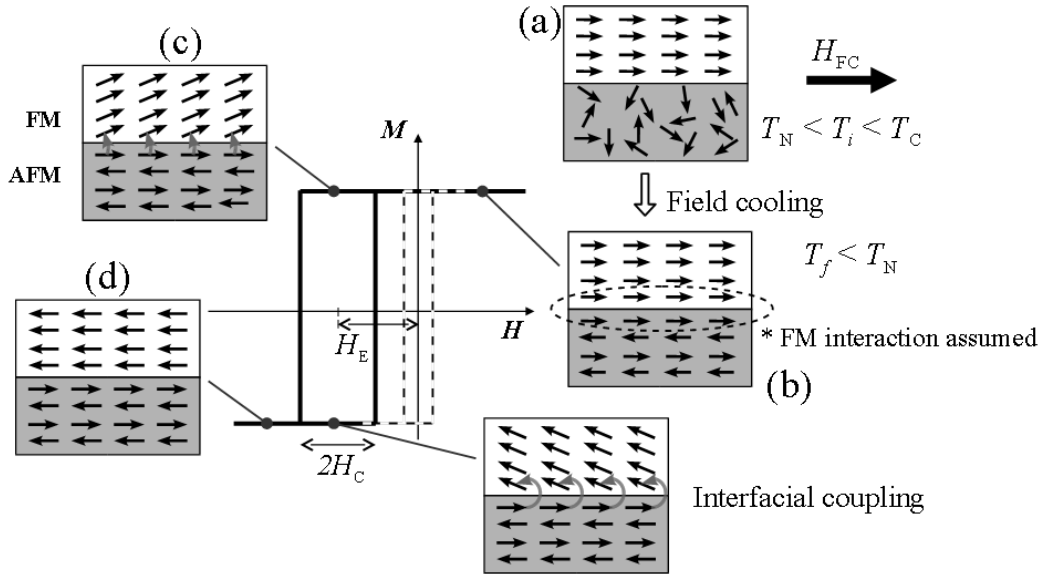 (a)
H_FC
T_N < T_i < T_C
(c)
FM
AFM
M
Field cooling
T_f < T_N
(d)
H_E
H
* FM interaction assumed
(b)
2H_C
Interfacial coupling